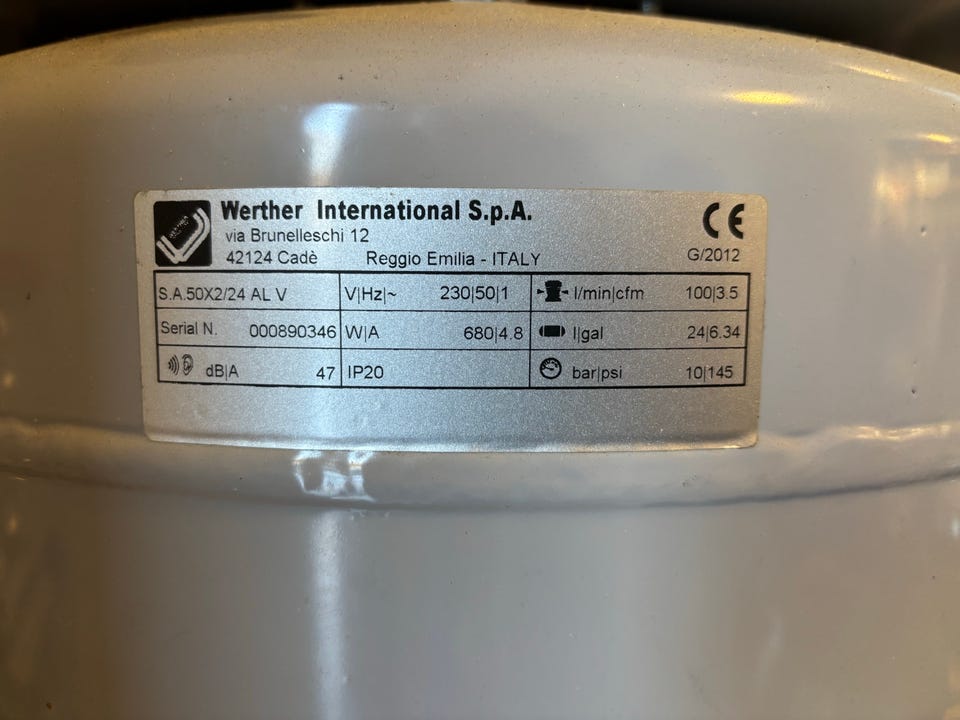 Werther International S.p.A.
via Brunelleschi 12
42124 Cadè Reggio Emilia - ITALY
CE
G/2012
S.A.50X2/24 AL V V|Hz|~ 230|50|1 l/min|cfm 100|3.5
Serial N. 000890346 W|A 680|4.8 l|gal 24|6.34
dB|A 47 IP20 bar|psi 10|145